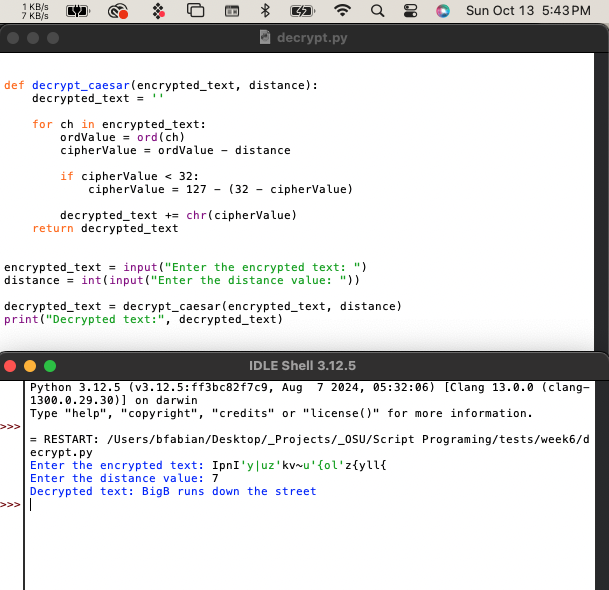 1 KB/s
7 KB/s
Sun Oct 13 5:43 PM
decrypt.py
def decrypt_caesar(encrypted_text, distance):
    decrypted_text = ''
    for ch in encrypted_text:
        ordValue = ord(ch)
        cipherValue = ordValue - distance
        if cipherValue < 32:
            cipherValue = 127 - (32 - cipherValue)
        decrypted_text += chr(cipherValue)
    return decrypted_text
encrypted_text = input("Enter the encrypted text: ")
distance = int(input("Enter the distance value: "))
decrypted_text = decrypt_caesar(encrypted_text, distance)
print("Decrypted text:", decrypted_text)
IDLE Shell 3.12.5
Python 3.12.5 (v3.12.5:ff3bc82f7c9, Aug  7 2024, 05:32:06) [Clang 13.0.0 (clang-
1300.0.29.30)] on darwin
Type "help", "copyright", "credits" or "license()" for more information.
>>>
= RESTART: /Users/bfabian/Desktop/_Projects/_OSU/Script Programing/tests/week6/d
ecrypt.py
Enter the encrypted text: IpnI'y|uz'kv~u'{ol'z{yll{
Enter the distance value: 7
Decrypted text: BigB runs down the street
>>>